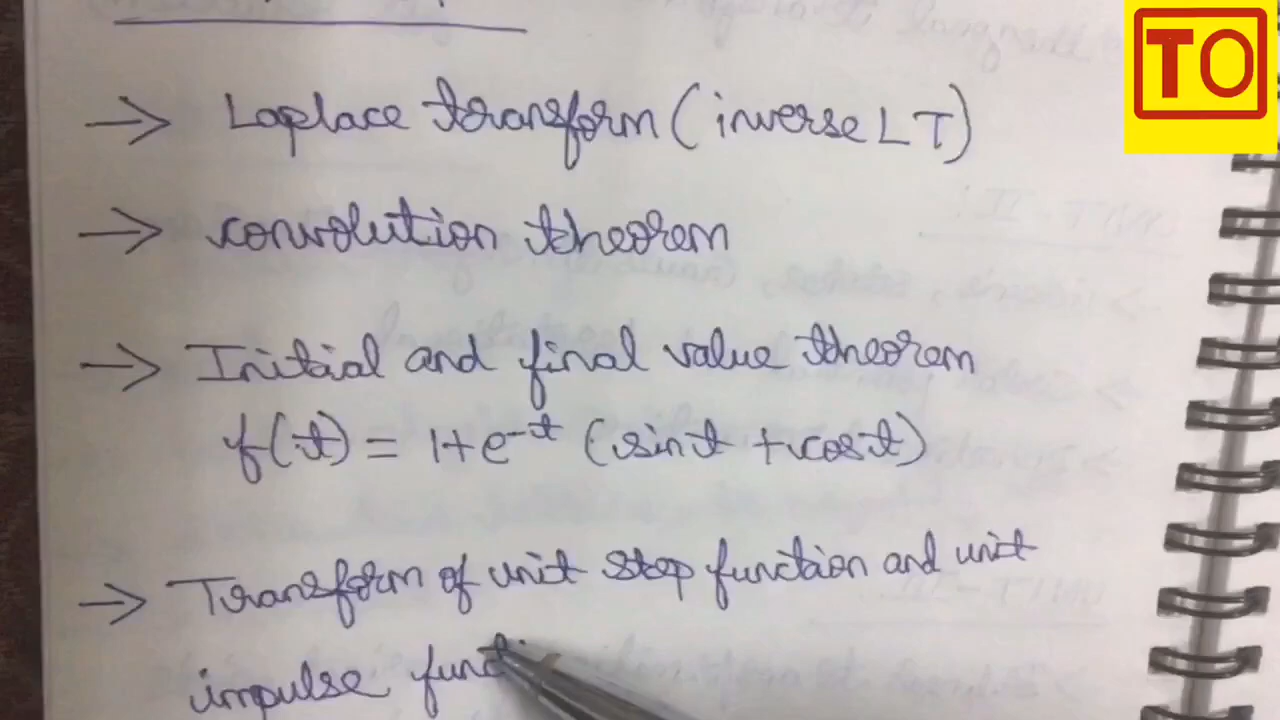 TO
→ Laplace transform (inverse LT)
→ convolution theorem
→ Initial and final value theorem
f(t) = 1+e⁻ᵗ (sint + cost)
→ Transform of unit step function and unit
impulse